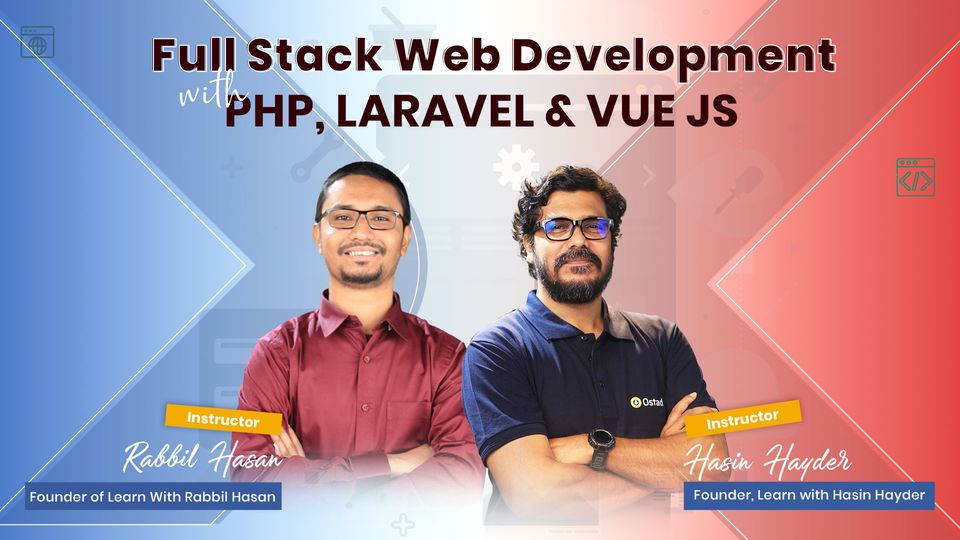 Full Stack Web Development
with
PHP, LARAVEL & VUE JS
Ostad
Instructor
Rabbil Hasan
Founder of Learn With Rabbil Hasan
Instructor
Hasin Hayder
Founder, Learn with Hasin Hayder